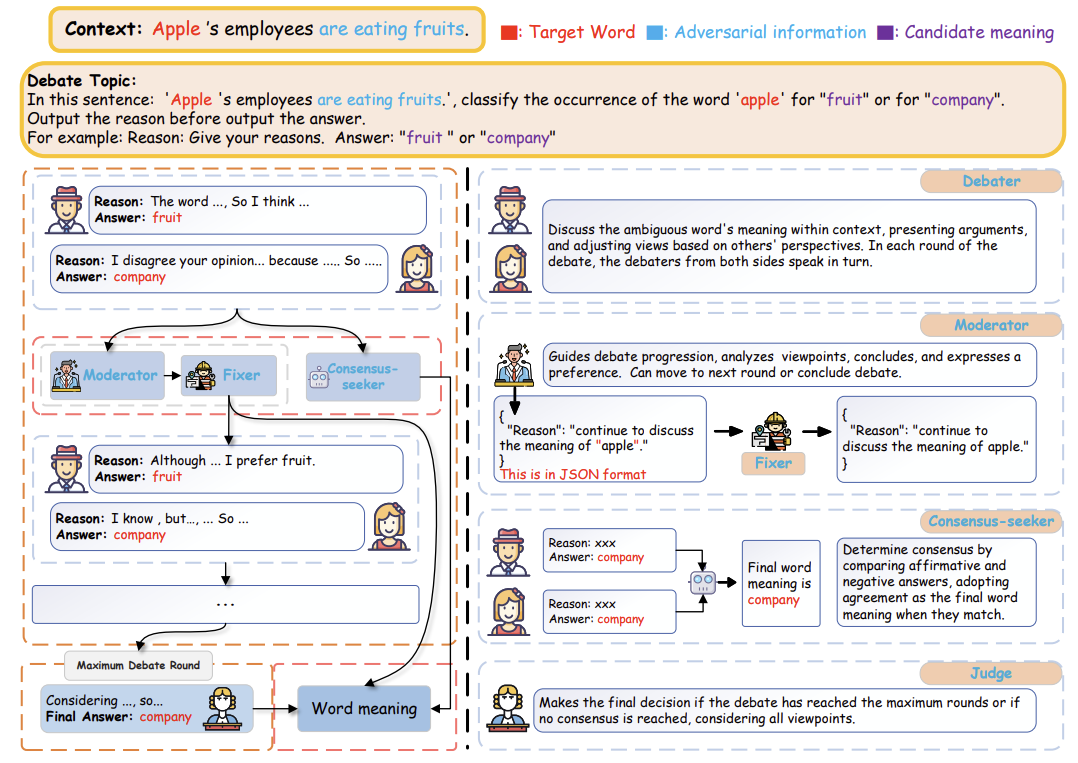 Context: Apple 's employees are eating fruits.
: Target Word : Adversarial information : Candidate meaning
Debate Topic:
In this sentence: 'Apple 's employees are eating fruits.', classify the occurrence of the word 'apple' for "fruit" or for "company".
Output the reason before output the answer.
For example: Reason: Give your reasons. Answer: "fruit " or "company"
Reason: The word ..., So I think ...
Answer: fruit
Reason: I disagree your opinion... because ..... So .....
Answer: company
Moderator
Fixer
Consensus-
seeker
Reason: Although ... I prefer fruit.
Answer: fruit
Reason: I know , but..., ... So ...
Answer: company
...
Maximum Debate Round
Considering ..., so...
Final Answer: company
Word meaning
Debater
Discuss the ambiguous word's meaning within context, presenting arguments,
and adjusting views based on others' perspectives. In each round of the
debate, the debaters from both sides speak in turn.
Moderator
Guides debate progression, analyzes viewpoints, concludes, and expresses a
preference. Can move to next round or conclude debate.
{
"Reason": "continue to discuss
the meaning of "apple"."
}
This is in JSON format
Fixer
{
"Reason": "continue to
discuss the meaning of apple."
}
Consensus-seeker
Reason: xxx
Answer: company
Reason: xxx
Answer: company
Final word
meaning is
company
Determine consensus by
comparing affirmative and
negative answers, adopting
agreement as the final word
meaning when they match.
Judge
Makes the final decision if the debate has reached the maximum rounds or if
no consensus is reached, considering all viewpoints.